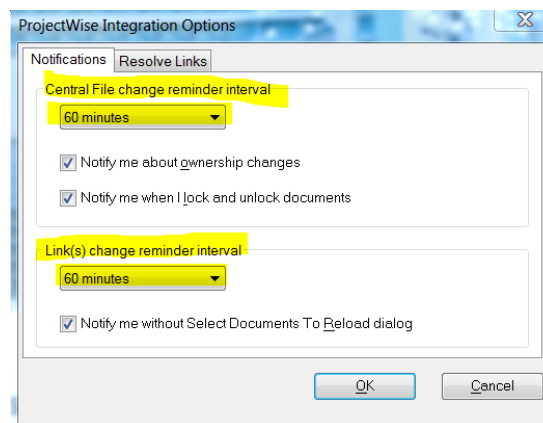 ProjectWise Integration Options
Notifications Resolve Links
Central File change reminder interval
60 minutes
Notify me about ownership changes
Notify me when I lock and unlock documents
Link(s) change reminder interval
60 minutes
Notify me without Select Documents To Reload dialog
OK Cancel